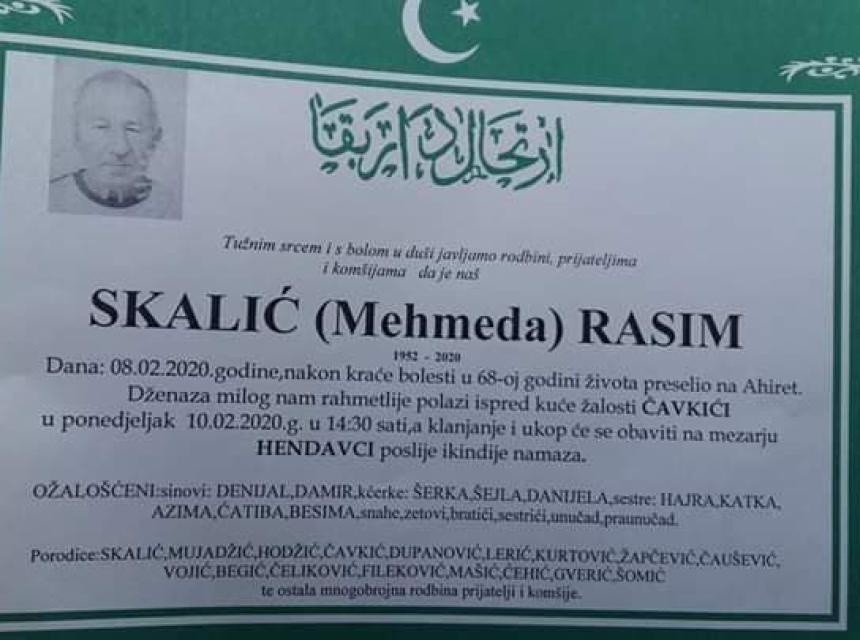 ارتحال دار بقا
Tužnim srcem i s bolom u duši javljamo rodbini, prijateljima
i komšijama da je naš
SKALIĆ (Mehmeda) RASIM
1952 - 2020
Dana: 08.02.2020.godine,nakon kraće bolesti u 68-oj godini života preselio na Ahiret.
Dženaza milog nam rahmetlije polazi ispred kuće žalosti ČAVKIĆI
u ponedjeljak 10.02.2020.g. u 14:30 sati,a klanjanje i ukop će se obaviti na mezarju
HENDAVCI poslije ikindije namaza.
OŽALOŠĆENI:sinovi: DENIJAL,DAMIR,kćerke: ŠERKA,ŠEJLA,DANIJELA,sestre: HAJRA,KATKA,
AZIMA,ĆATIBA,BESIMA,snahe,zetovi,bratići,sestrići,unučad,praunučad.
Porodice:SKALIĆ,MUJADŽIĆ,HODŽIĆ,ČAVKIĆ,DUPANOVIĆ,LERIĆ,KURTOVIĆ,ŽAPČEVIĆ,ČAUŠEVIĆ,
VOJIĆ,BEGIĆ,ČELIKOVIĆ,FILEKOVIĆ,MAŠIĆ,ČEHIĆ,GVERIĆ,ŠOMIĆ
te ostala mnogobrojna rodbina prijatelji i komšije.